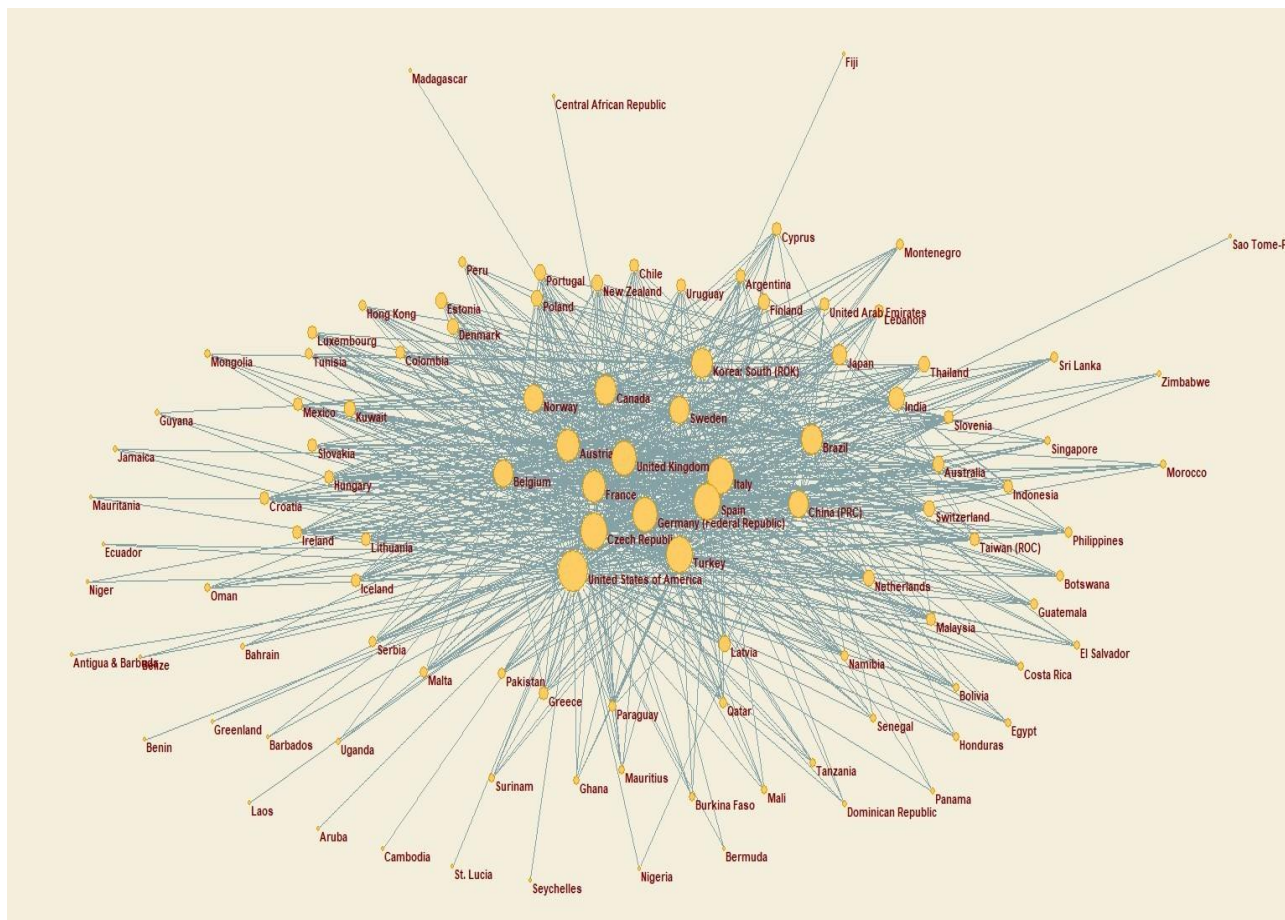 Fiji
Madagascar
Central African Republic
Cyprus
Sao Tome-P
Montenegro
Peru
Portugal
Chile
New Zealand
Uruguay
Argentina
Hong Kong
Estonia
Poland
Finland
United Arab Emirates
Lebanon
Denmark
Luxembourg
Mongolia
Tunisia
Colombia
Korea: South (ROK)
Japan
Thailand
Sri Lanka
Zimbabwe
Guyana
Mexico
Kuwait
Norway
Canada
Sweden
India
Slovenia
Jamaica
Slovakia
Austria
United Kingdom
Brazil
Singapore
Morocco
Hungary
Belgium
Italy
Australia
Mauritania
Croatia
France
Spain
China (PRC)
Indonesia
Switzerland
Germany (Federal Republic)
Ecuador
Ireland
Lithuania
Czech Republic
Taiwan (ROC)
Philippines
Niger
Oman
Iceland
United States of America
Turkey
Netherlands
Botswana
Guatemala
Malaysia
Antigua & Barbuda
Belize
Bahrain
Serbia
Latvia
Namibia
El Salvador
Malta
Pakistan
Costa Rica
Greece
Bolivia
Benin
Greenland
Barbados
Uganda
Paraguay
Qatar
Senegal
Honduras
Egypt
Surinam
Ghana
Mauritius
Tanzania
Laos
Burkina Faso
Mali
Dominican Republic
Panama
Aruba
Cambodia
St. Lucia
Seychelles
Nigeria
Bermuda